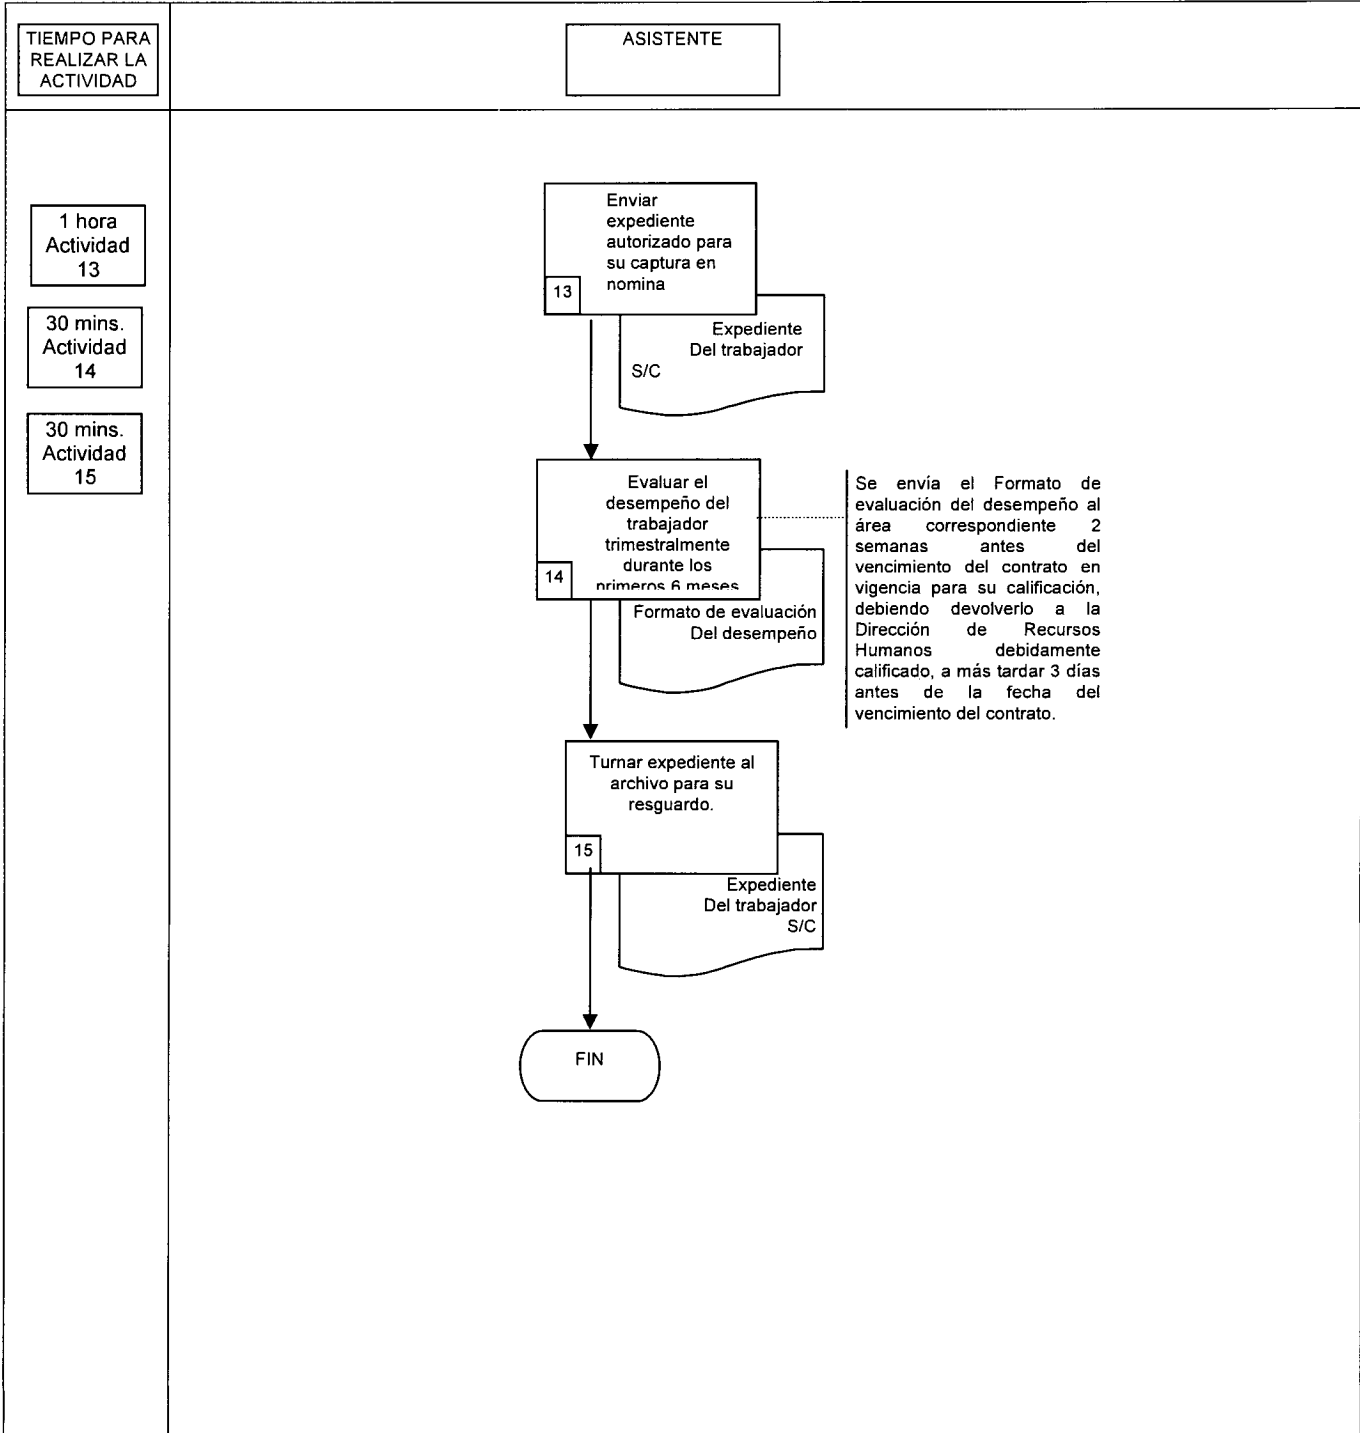 TIEMPO PARA
REALIZAR LA
ACTIVIDAD
ASISTENTE
1 hora
Actividad
13
30 mins.
Actividad
14
30 mins.
Actividad
15
Enviar
expediente
autorizado para
su captura en
nomina
13
Expediente
Del trabajador
S/C
Evaluar el
desempeño del
trabajador
trimestralmente
durante los
primeros 6 meses
14
Formato de evaluación
Del desempeño
Se envía el Formato de
evaluación del desempeño al
área correspondiente 2
semanas antes del
vencimiento del contrato en
vigencia para su calificación,
debiendo devolverlo a la
Dirección de Recursos
Humanos debidamente
calificado, a más tardar 3 días
antes de la fecha del
vencimiento del contrato.
Turnar expediente al
archivo para su
resguardo.
15
Expediente
Del trabajador
S/C
FIN